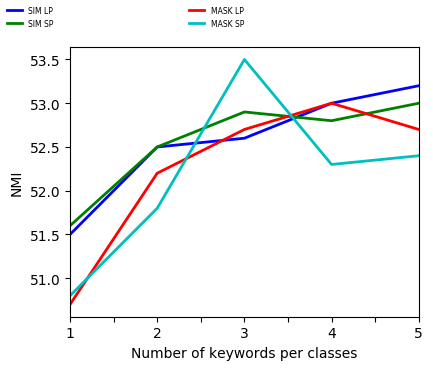 SIM LP
SIM SP
MASK LP
MASK SP
53.5
53.0
52.5
52.0
51.5
51.0
NMI
1 2 3 4 5
Number of keywords per classes